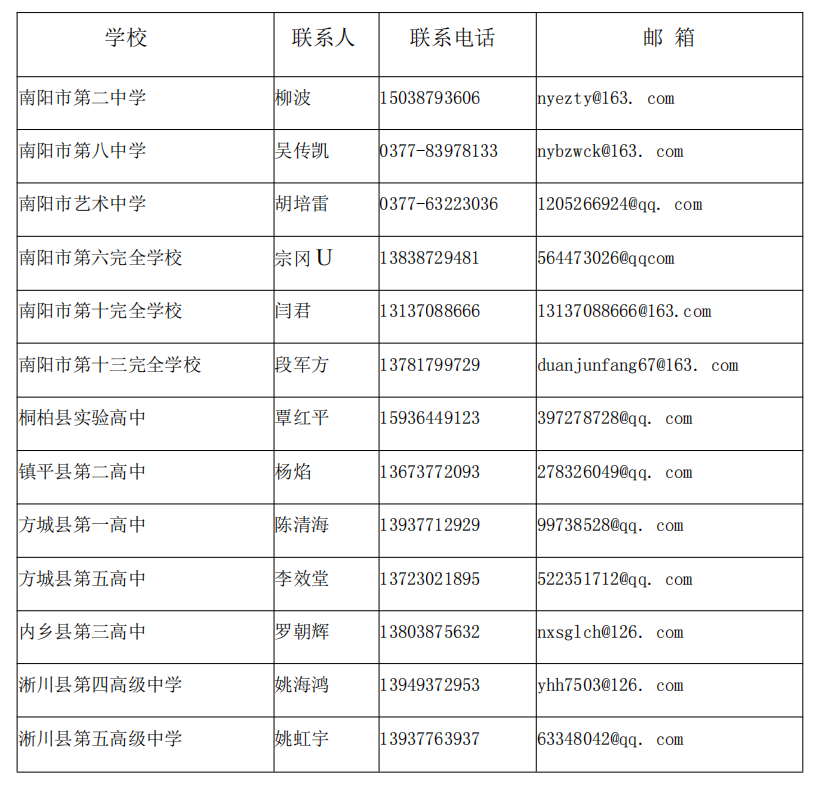 学校 联系人 联系电话 邮 箱
南阳市第二中学 柳波 15038793606 nyezty@163. com
南阳市第八中学 吴传凯 0377-83978133 nybzwck@163. com
南阳市艺术中学 胡培雷 0377-63223036 1205266924@qq. com
南阳市第六完全学校 宗冈 U 13838729481 564473026@qqcom
南阳市第十完全学校 闫君 13137088666 13137088666@163.com
南阳市第十三完全学校 段军方 13781799729 duanjunfang67@163. com
桐柏县实验高中 覃红平 15936449123 397278728@qq. com
镇平县第二高中 杨焰 13673772093 278326049@qq. com
方城县第一高中 陈清海 13937712929 99738528@qq. com
方城县第五高中 李效堂 13723021895 522351712@qq. com
内乡县第三高中 罗朝辉 13803875632 nxsglch@126. com
淅川县第四高级中学 姚海鸿 13949372953 yhh7503@126. com
淅川县第五高级中学 姚虹宇 13937763937 63348042@qq. com